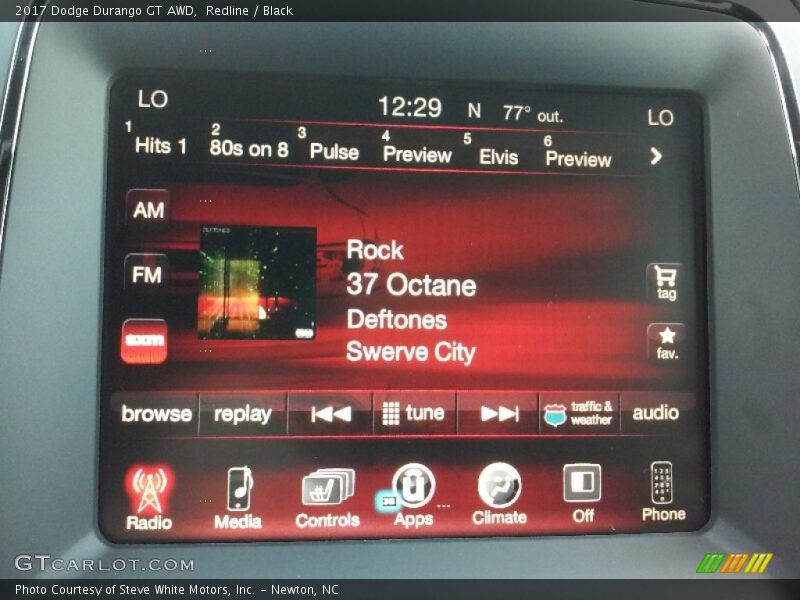 2017 Dodge Durango GT AWD, Redline / Black
LO 12:29 N 77° out. LO
1 Hits 1 2 80s on 8 3 Pulse 4 Preview 5 Elvis 6 Preview
AM
FM
sxm
DEFTONES
Rock
37 Octane
Deftones
Swerve City
tag
fav.
browse replay tune traffic & weather audio
Radio Media Controls Apps Climate Off Phone
GTCARLOT.COM
Photo Courtesy of Steve White Motors, Inc. – Newton, NC